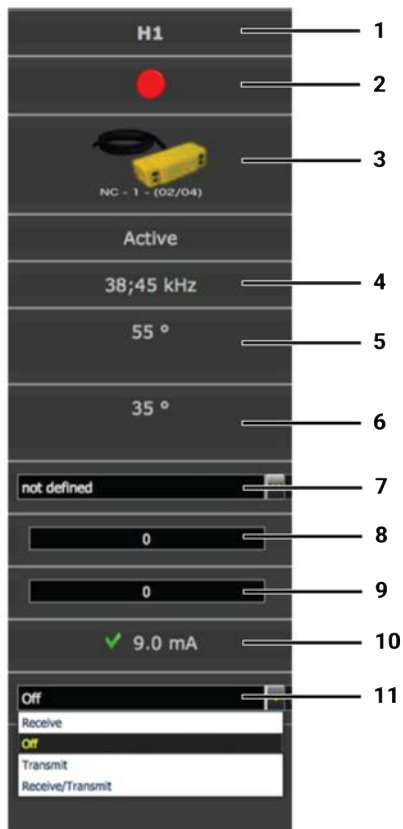 H1 1
2
3
NC - 1 - (02/04)
Active
38;45 kHz 4
55 ° 5
35 ° 6
not defined 7
0 8
0 9
9.0 mA 10
Off 11
Receive
Off
Transmit
Receive/Transmit